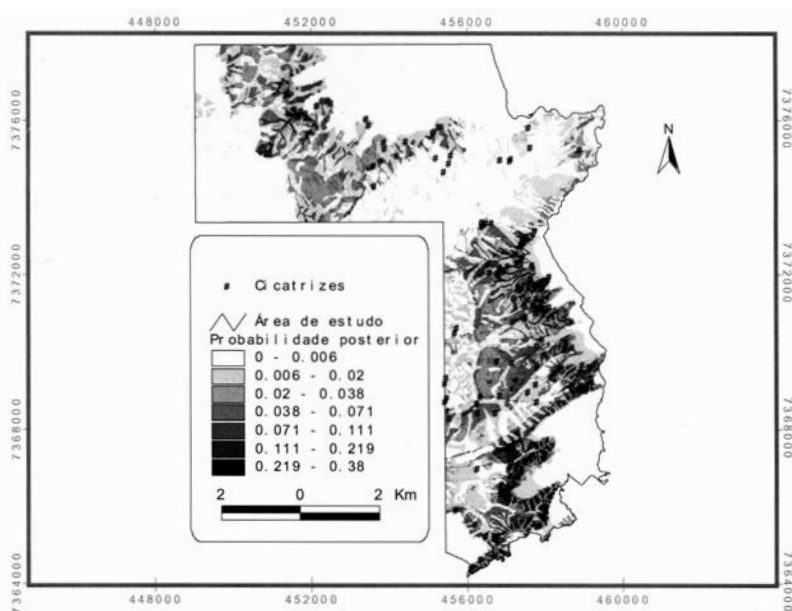 448000 452000 456000 460000
7376000 7376000
N
7372000 7372000
Cicatrizes
Área de estudo
Probabilidade posterior
0 - 0.006
0.006 - 0.02
0.02 - 0.038
0.038 - 0.071
0.071 - 0.111
0.111 - 0.219
0.219 - 0.38
7368000 7368000
2 0 2 Km
7364000 7364000
448000 452000 456000 460000